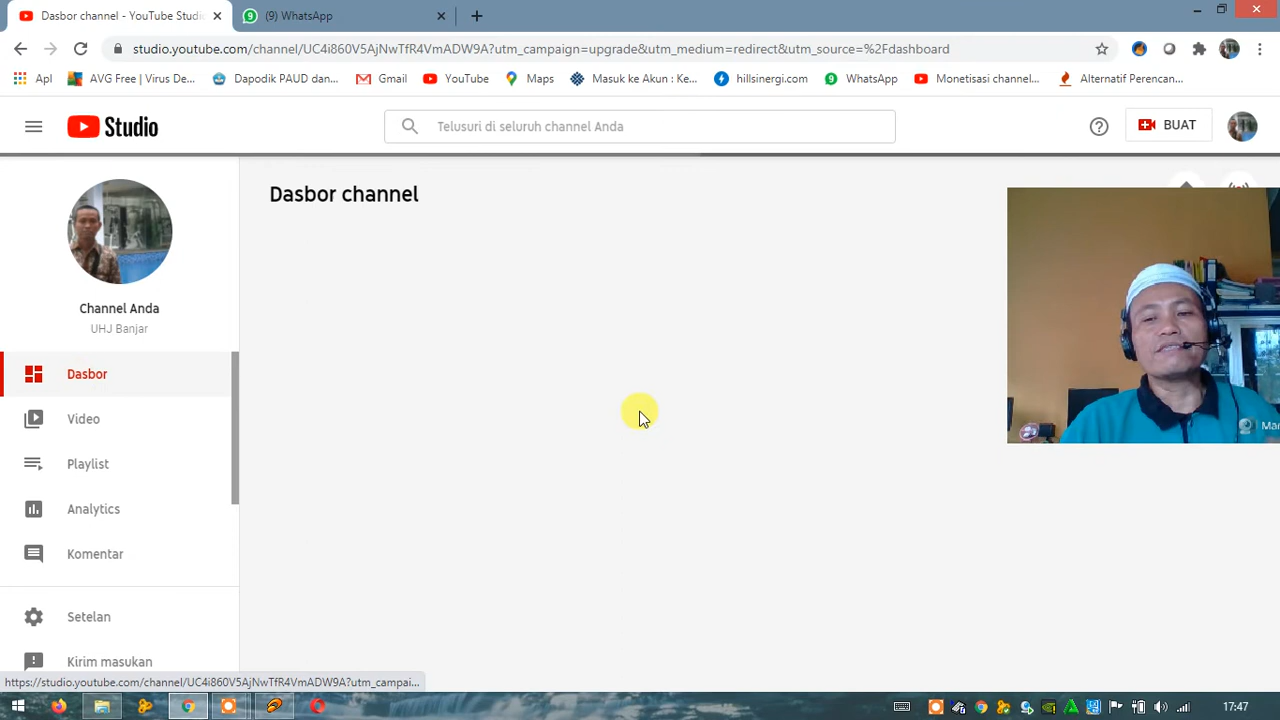 Dasbor channel - YouTube Studio
(9) WhatsApp
studio.youtube.com/channel/UC4i860V5AjNwTfR4VmADW9A?utm_campaign=upgrade&utm_medium=redirect&utm_source=%2Fdashboard
Apl
AVG Free | Virus De...
Dapodik PAUD dan...
Gmail
YouTube
Maps
Masuk ke Akun : Ke...
hillsinergi.com
WhatsApp
Monetisasi channel...
Alternatif Perencan...
Studio
Telusuri di seluruh channel Anda
BUAT
Dasbor channel
Channel Anda
UHJ Banjar
Dasbor
Video
Playlist
Analytics
Komentar
Setelan
Kirim masukan
https://studio.youtube.com/channel/UC4i860V5AjNwTfR4VmADW9A?utm_campai...
17:47